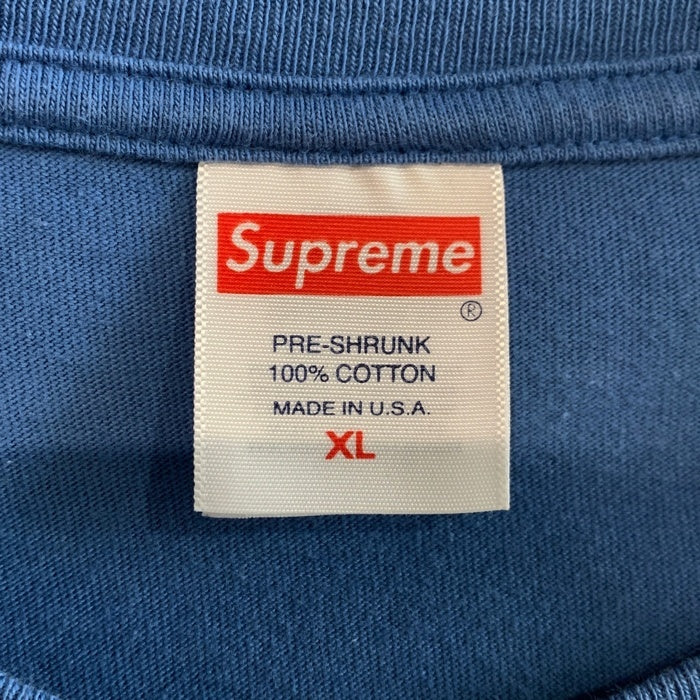 Supreme
®
PRE-SHRUNK
100% COTTON
MADE IN U.S.A.
XL